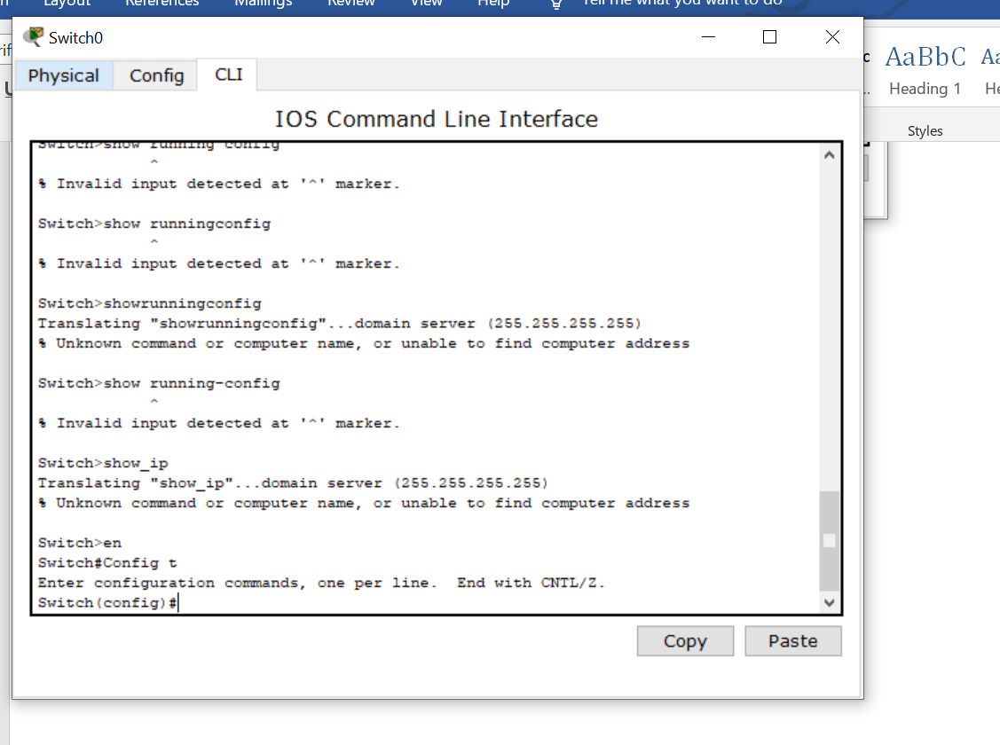 Layout References Mailings Review View Help Tell me what you want to do
Switch0
Physical Config CLI
AaBbC
Heading 1
Styles
IOS Command Line Interface
Switch>show running config
^
% Invalid input detected at '^' marker.
Switch>show runningconfig
^
% Invalid input detected at '^' marker.
Switch>showrunningconfig
Translating "showrunningconfig"...domain server (255.255.255.255)
% Unknown command or computer name, or unable to find computer address
Switch>show running-config
^
% Invalid input detected at '^' marker.
Switch>show_ip
Translating "show_ip"...domain server (255.255.255.255)
% Unknown command or computer name, or unable to find computer address
Switch>en
Switch#Config t
Enter configuration commands, one per line.  End with CNTL/Z.
Switch(config)#
Copy Paste